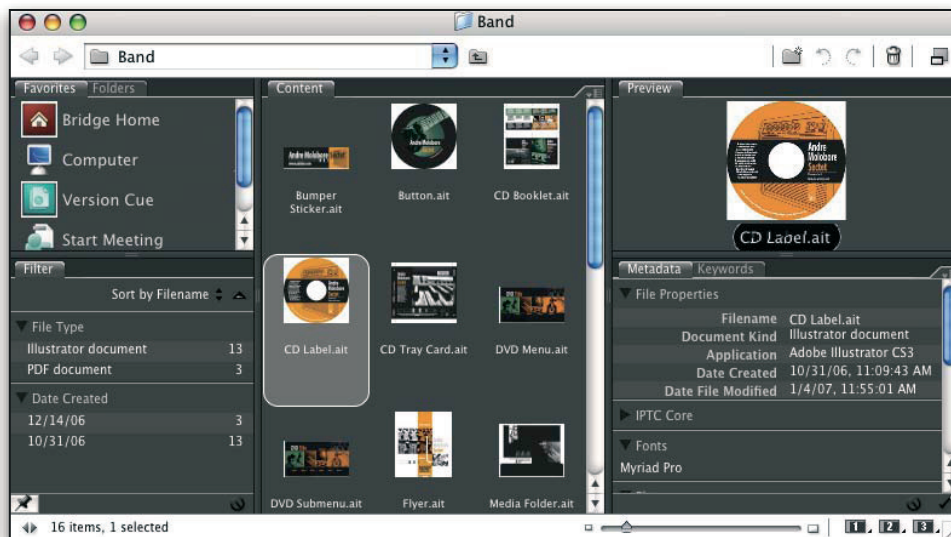 Band
Band
Favorites Folders
Bridge Home
Computer
Version Cue
Start Meeting
Filter
Sort by Filename
File Type
Illustrator document 13
PDF document 3
Date Created
12/14/06 3
10/31/06 13
Content
Bumper Sticker.ait
Button.ait
CD Booklet.ait
CD Label.ait
CD Tray Card.ait
DVD Menu.ait
DVD Submenu.ait
Flyer.ait
Media Folder.ait
Preview
Andre
Molobore
Sextet
CD Label.ait
Metadata Keywords
File Properties
Filename CD Label.ait
Document Kind Illustrator document
Application Adobe Illustrator CS3
Date Created 10/31/06, 11:09:43 AM
Date File Modified 1/4/07, 11:55:01 AM
IPTC Core
Fonts
Myriad Pro
16 items, 1 selected
1 2 3